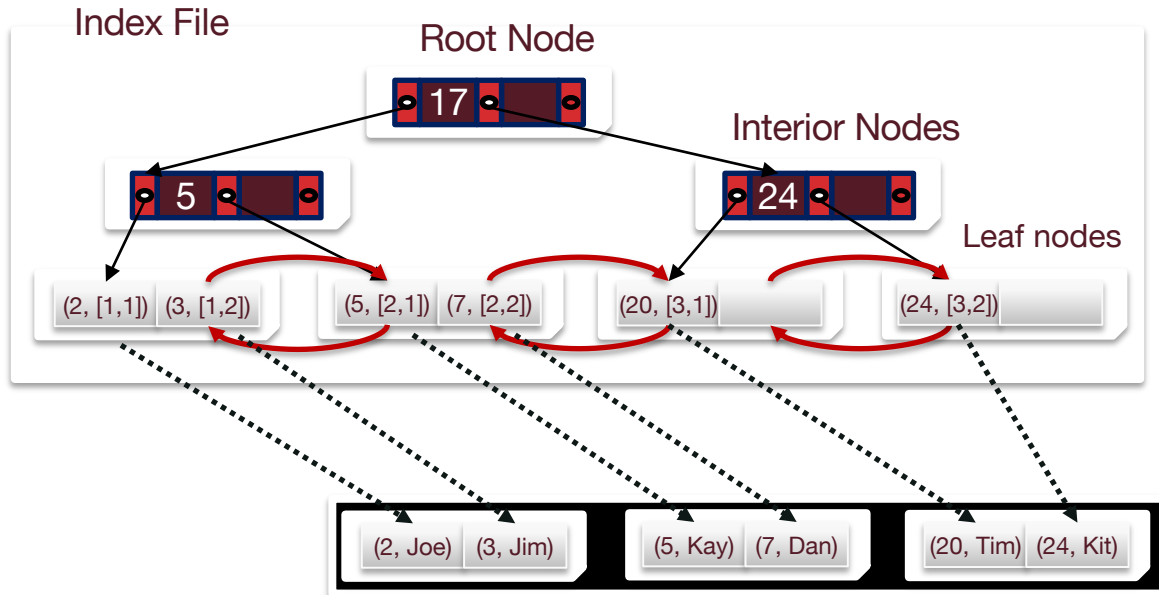 Index File
Root Node
17
Interior Nodes
5
24
Leaf nodes
(2, [1,1]) (3, [1,2]) (5, [2,1]) (7, [2,2]) (20, [3,1]) (24, [3,2])
(2, Joe) (3, Jim) (5, Kay) (7, Dan) (20, Tim) (24, Kit)